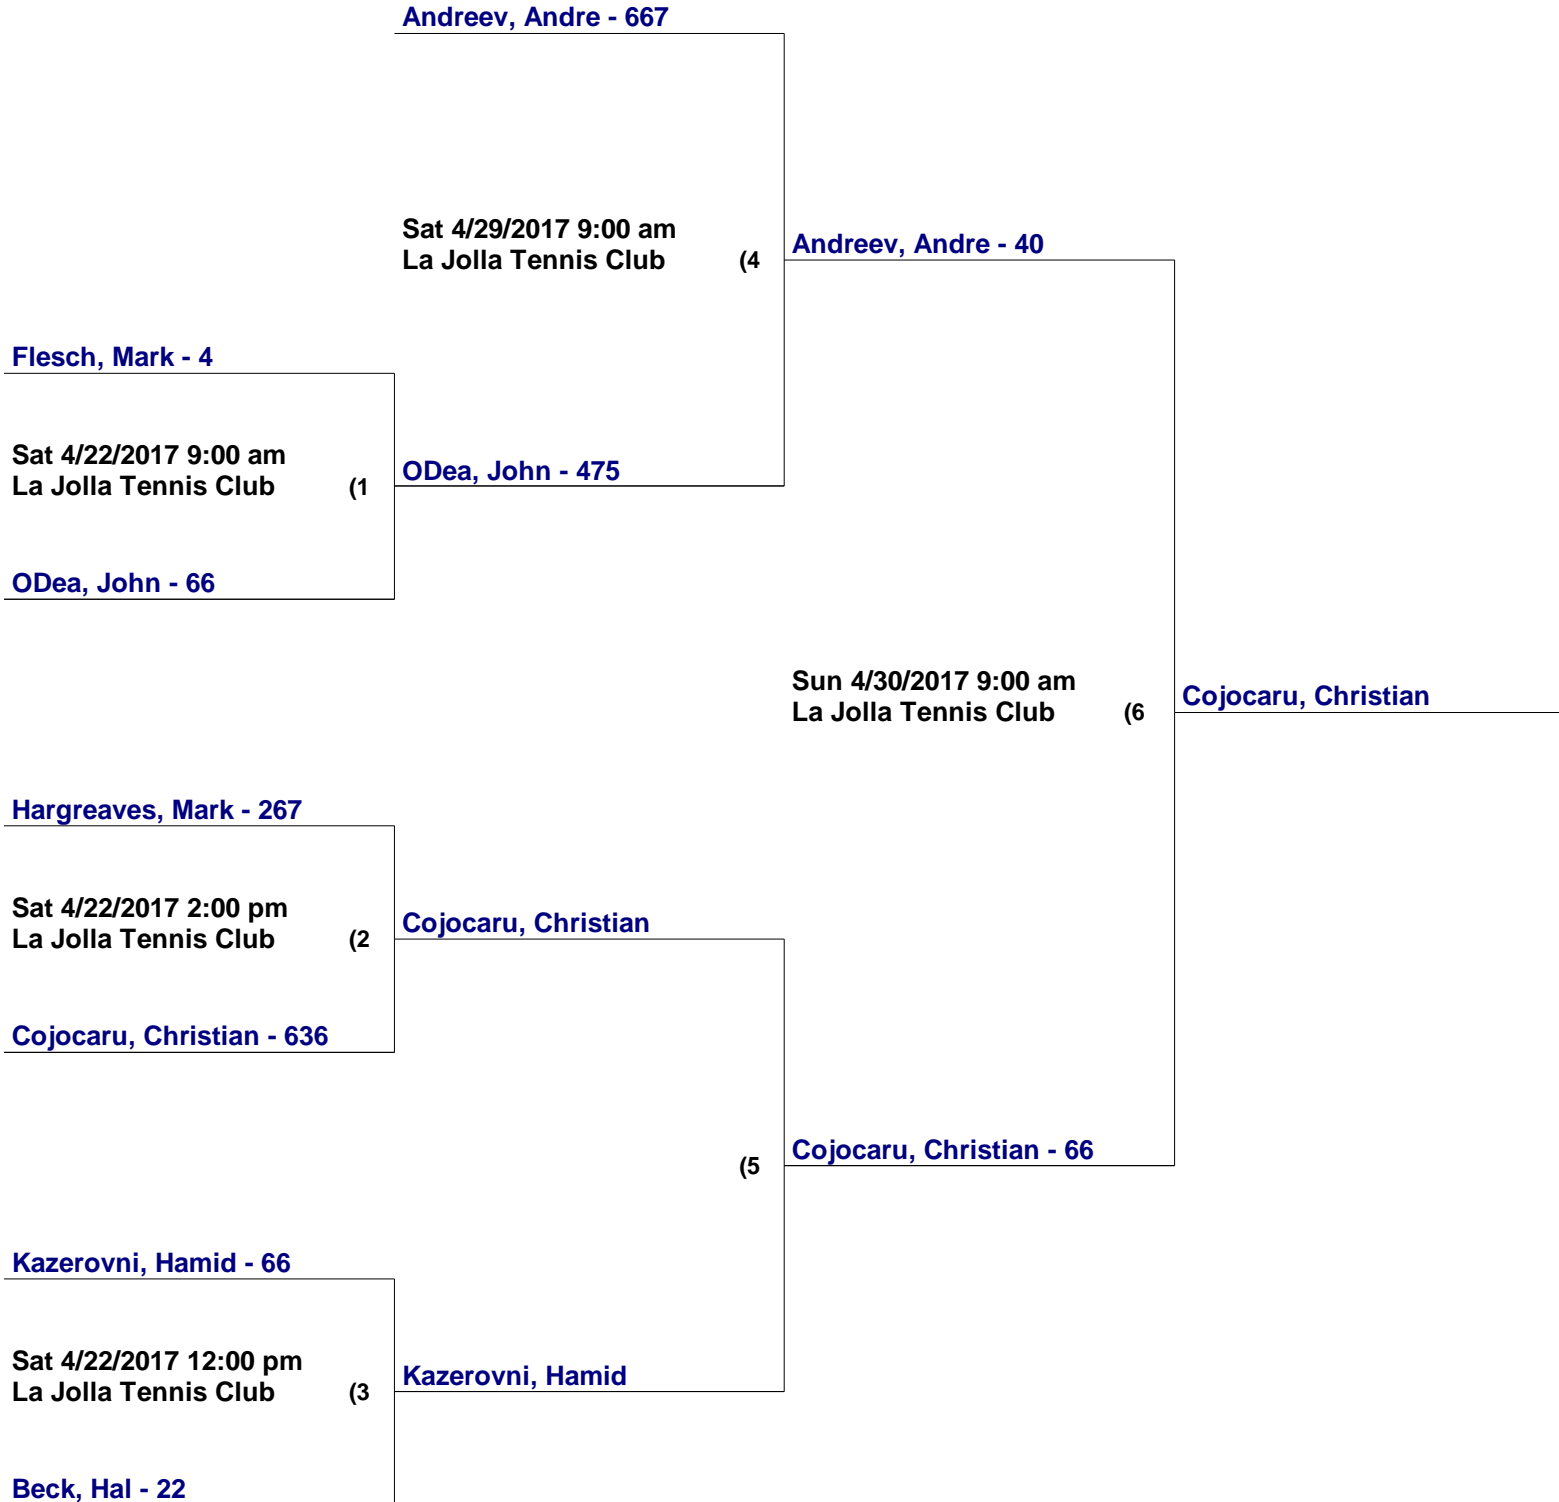 Andreev, Andre - 667
Sat 4/29/2017 9:00 am
La Jolla Tennis Club (4
Andreev, Andre - 40
Flesch, Mark - 4
Sat 4/22/2017 9:00 am
La Jolla Tennis Club (1
ODea, John - 475
ODea, John - 66
Sun 4/30/2017 9:00 am
La Jolla Tennis Club (6
Cojocaru, Christian
Hargreaves, Mark - 267
Sat 4/22/2017 2:00 pm
La Jolla Tennis Club (2
Cojocaru, Christian
Cojocaru, Christian - 636
(5
Cojocaru, Christian - 66
Kazerovni, Hamid - 66
Sat 4/22/2017 12:00 pm
La Jolla Tennis Club (3
Kazerovni, Hamid
Beck, Hal - 22